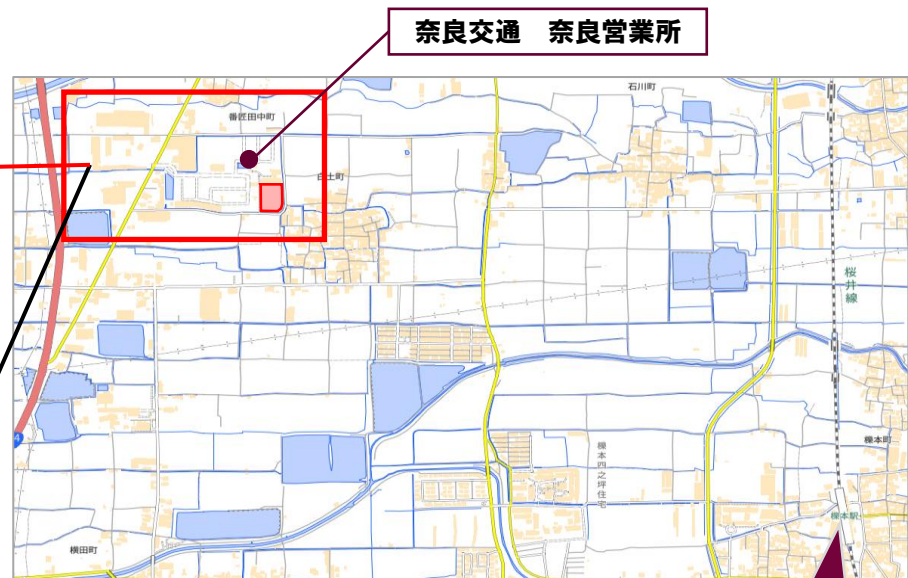 奈良交通　奈良営業所
石川町
番匠田中町
白土町
桜井線
櫟本町
櫟本四之坪住宅
櫟本駅
横田町